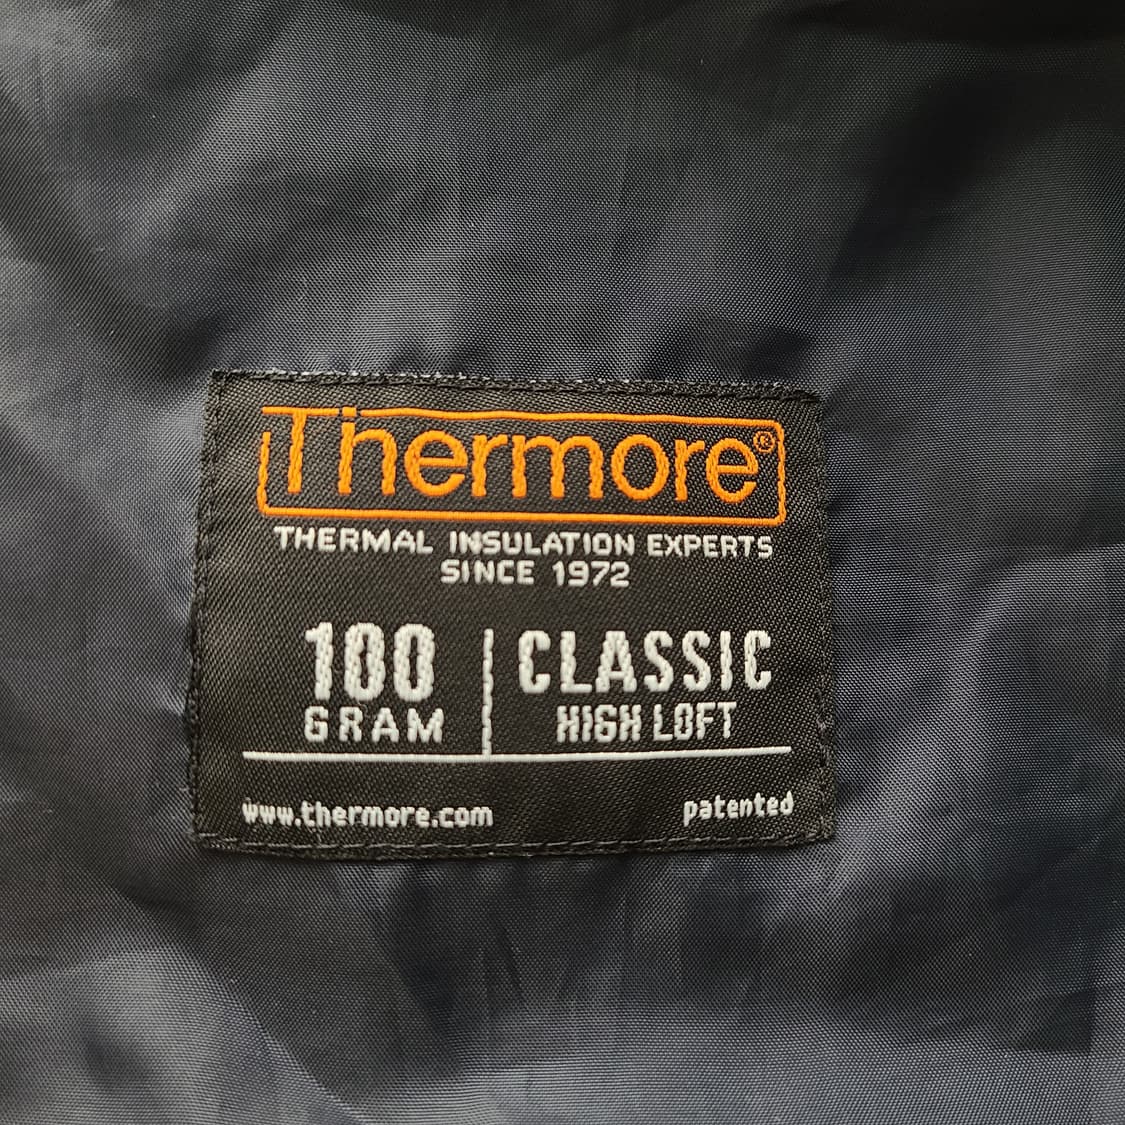 Thermore®
THERMAL INSULATION EXPERTS
SINCE 1972
100 GRAM
CLASSIC HIGH LOFT
www.thermore.com
patented